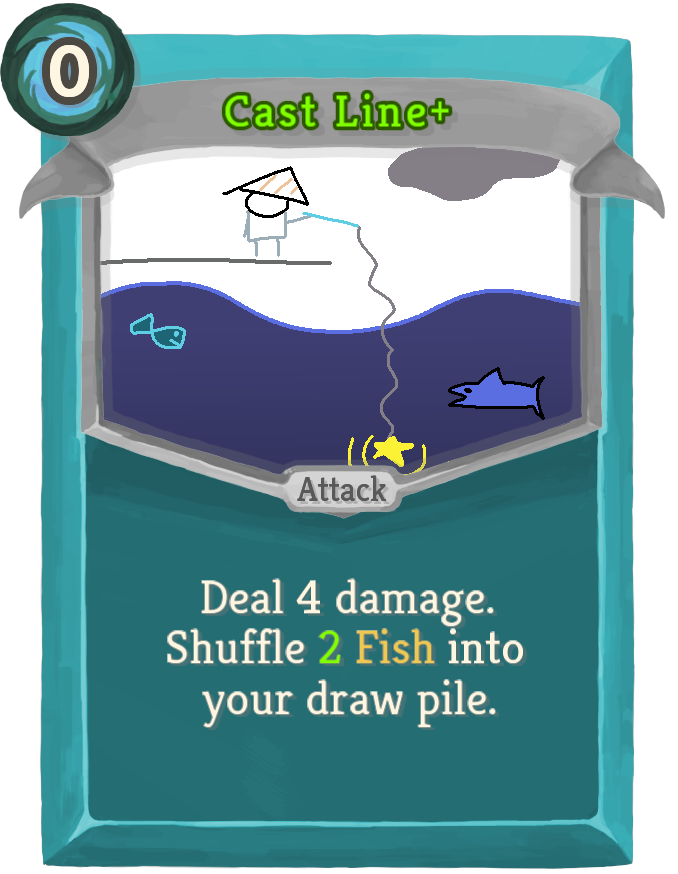 0
Cast Line+
Attack
Deal 4 damage.
Shuffle 2 Fish into
your draw pile.